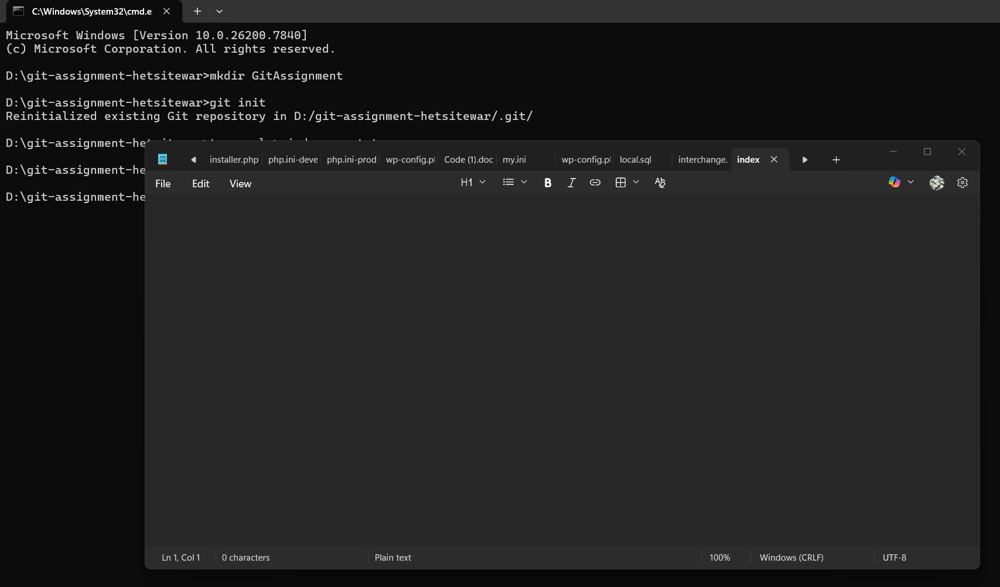 C:\Windows\System32\cmd.e
Microsoft Windows [Version 10.0.26200.7840]
(c) Microsoft Corporation. All rights reserved.
D:\git-assignment-hetsitewar>mkdir GitAssignment
D:\git-assignment-hetsitewar>git init
Reinitialized existing Git repository in D:/git-assignment-hetsitewar/.git/
D:\git-assignment-he
D:\git-assignment-he
D:\git-assignment-he
installer.php php.ini-deve php.ini-prod wp-config.p Code (1).doc my.ini wp-config.p local.sql interchange. index
File Edit View H1 B I
Ln 1, Col 1 0 characters Plain text 100% Windows (CRLF) UTF-8